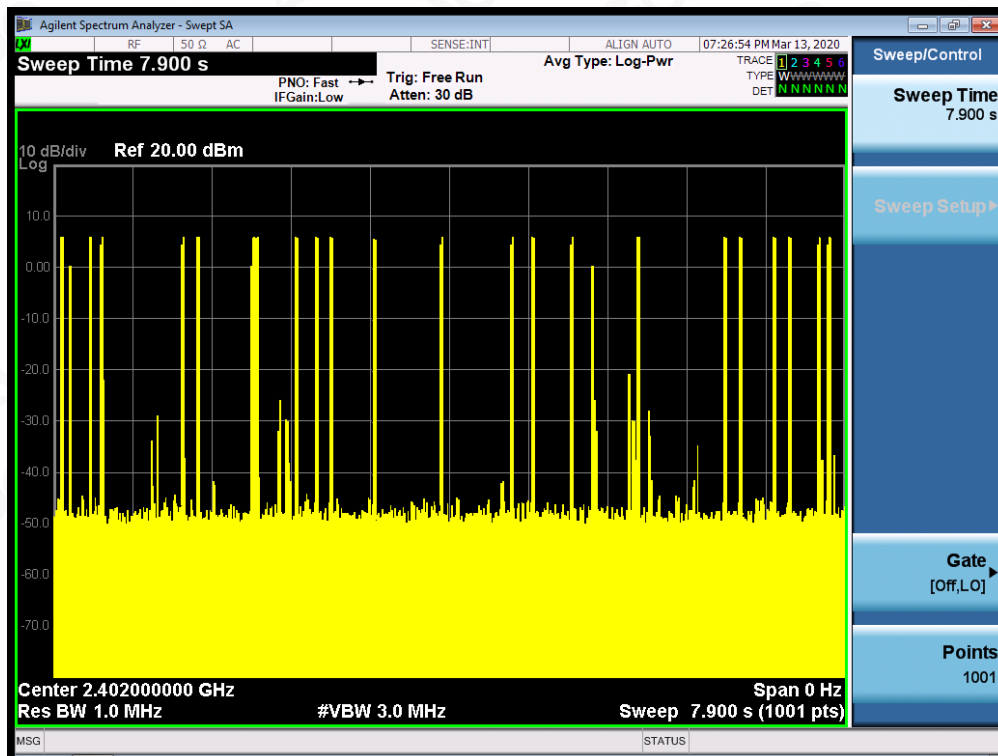 Agilent Spectrum Analyzer - Swept SA
LXI RF 50 Ω AC SENSE:INT ALIGN AUTO 07:26:54 PM Mar 13, 2020
Sweep Time 7.900 s
PNO: Fast
IFGain:Low
Trig: Free Run
Atten: 30 dB
Avg Type: Log-Pwr
TRACE 1 2 3 4 5 6
TYPE W
DET N N N N N N
10 dB/div Ref 20.00 dBm
Log
10.0
0.00
-10.0
-20.0
-30.0
-40.0
-50.0
-60.0
-70.0
Center 2.402000000 GHz Span 0 Hz
Res BW 1.0 MHz #VBW 3.0 MHz Sweep 7.900 s (1001 pts)
MSG STATUS
Sweep/Control
Sweep Time
7.900 s
Sweep Setup
Gate
[Off,LO]
Points
1001